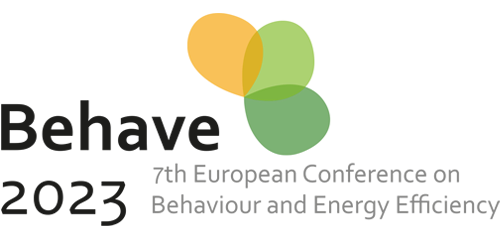 Behave
2023
7th European Conference on
Behaviour and Energy Efficiency